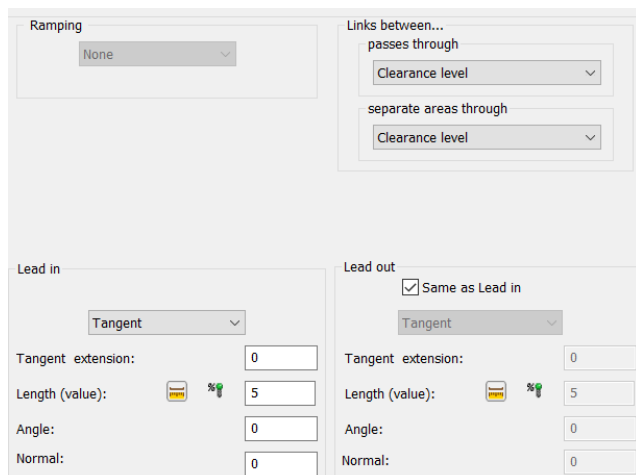 Ramping
None
Links between...
passes through
Clearance level
separate areas through
Clearance level
Lead in
Tangent
Tangent extension: 0
Length (value): % 5
Angle: 0
Normal: 0
Lead out
Same as Lead in
Tangent
Tangent extension: 0
Length (value): % 5
Angle: 0
Normal: 0